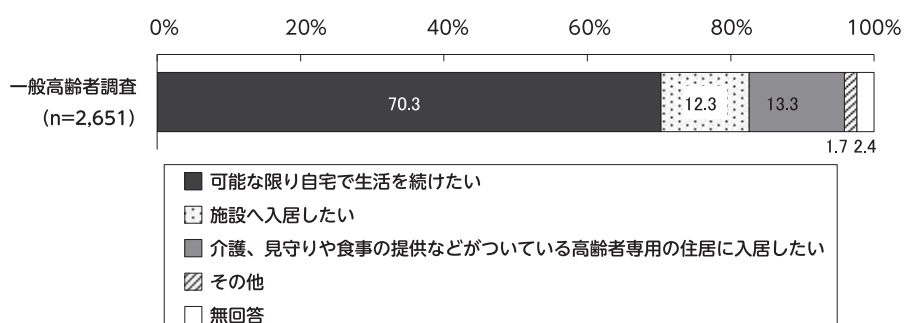 0% 20% 40% 60% 80% 100%
一般高齢者調査
(n=2,651)
70.3 12.3 13.3
1.7 2.4
可能な限り自宅で生活を続けたい
施設へ入居したい
介護、見守りや食事の提供などがついている高齢者専用の住居に入居したい
その他
無回答